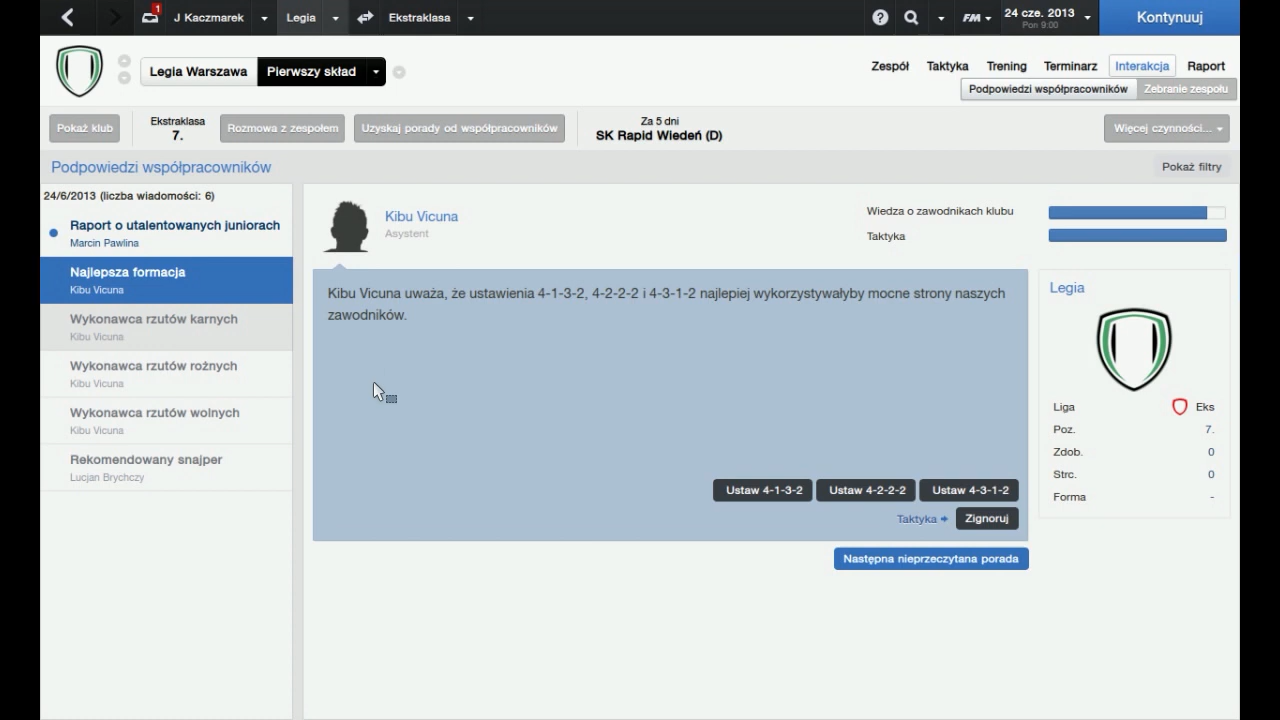 1
J Kaczmarek
Legia
Ekstraklasa
?
FM
24 cze. 2013
Pon 9:00
Kontynuuj
Legia Warszawa
Pierwszy skład
Zespół
Taktyka
Trening
Terminarz
Interakcja
Raport
Podpowiedzi współpracowników
Zebranie zespołu
Pokaż klub
Ekstraklasa
7.
Rozmowa z zespołem
Uzyskaj porady od współpracowników
Za 5 dni
SK Rapid Wiedeń (D)
Więcej czynności...
Podpowiedzi współpracowników
Pokaż filtry
24/6/2013 (liczba wiadomości: 6)
Raport o utalentowanych juniorach
Marcin Pawlina
Najlepsza formacja
Kibu Vicuna
Wykonawca rzutów karnych
Kibu Vicuna
Wykonawca rzutów rożnych
Kibu Vicuna
Wykonawca rzutów wolnych
Kibu Vicuna
Rekomendowany snajper
Lucjan Brychczy
Kibu Vicuna
Asystent
Wiedza o zawodnikach klubu
Taktyka
Kibu Vicuna uważa, że ustawienia 4-1-3-2, 4-2-2-2 i 4-3-1-2 najlepiej wykorzystywałyby mocne strony naszych
zawodników.
Ustaw 4-1-3-2
Ustaw 4-2-2-2
Ustaw 4-3-1-2
Taktyka
Zignoruj
Następna nieprzeczytana porada
Legia
Liga
Eks
Poz.
7.
Zdob.
0
Strc.
0
Forma
-